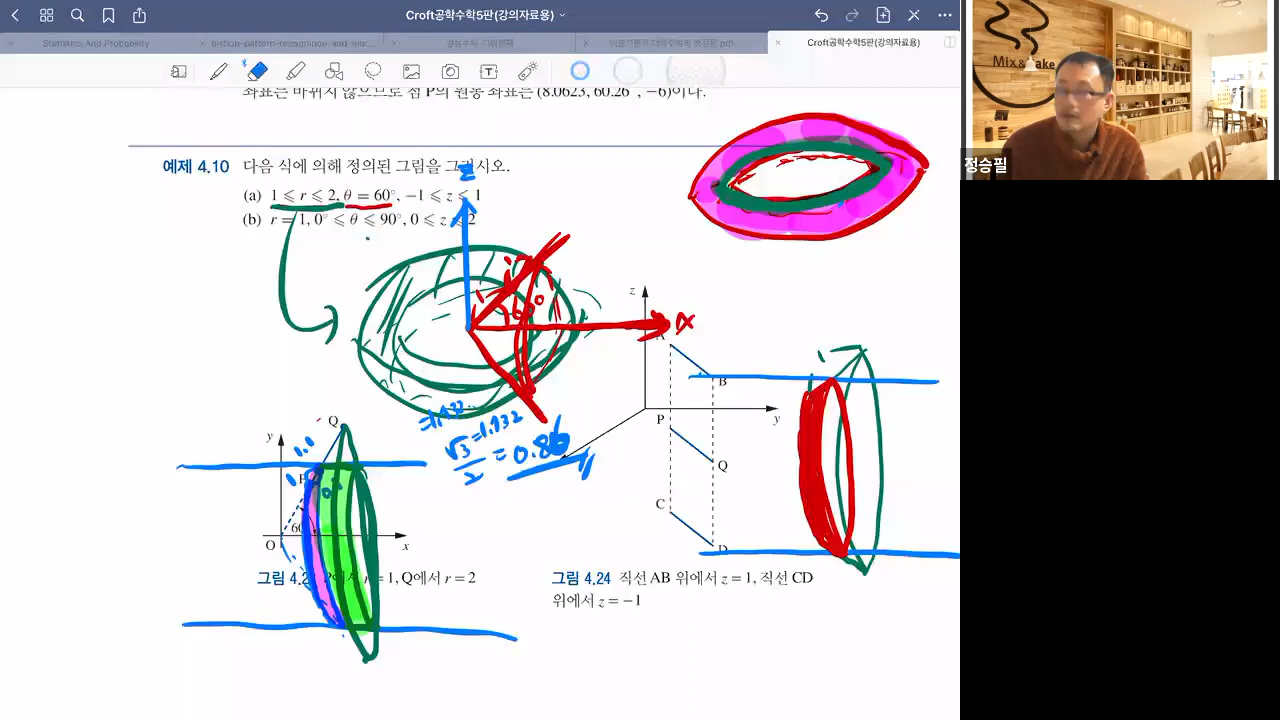 Croft공학수학5판(강의자료용)
Statistics And Probability
Croft공학수학5판(강의자료용)
Mix & Bake
정승필
좌표는 바뀌지 않으므로 점 P의 원통 좌표는 (8.0623, 60.26°, −6)이다.
예제 4.10 다음 식에 의해 정의된 그림을 그리시오.
(a) 1 ≤ r ≤ 2, θ = 60°, −1 ≤ z ≤ 1
(b) r = 1, 0° ≤ θ ≤ 90°, 0 ≤ z ≤ 2
z
60°
x
z
A
B
P
y
Q
C
D
√3/2 = 1.732
= 0.86
Q
y
P
60
O
x
그림 4.2 P에서 r = 1, Q에서 r = 2
그림 4.24 직선 AB 위에서 z = 1, 직선 CD
위에서 z = −1